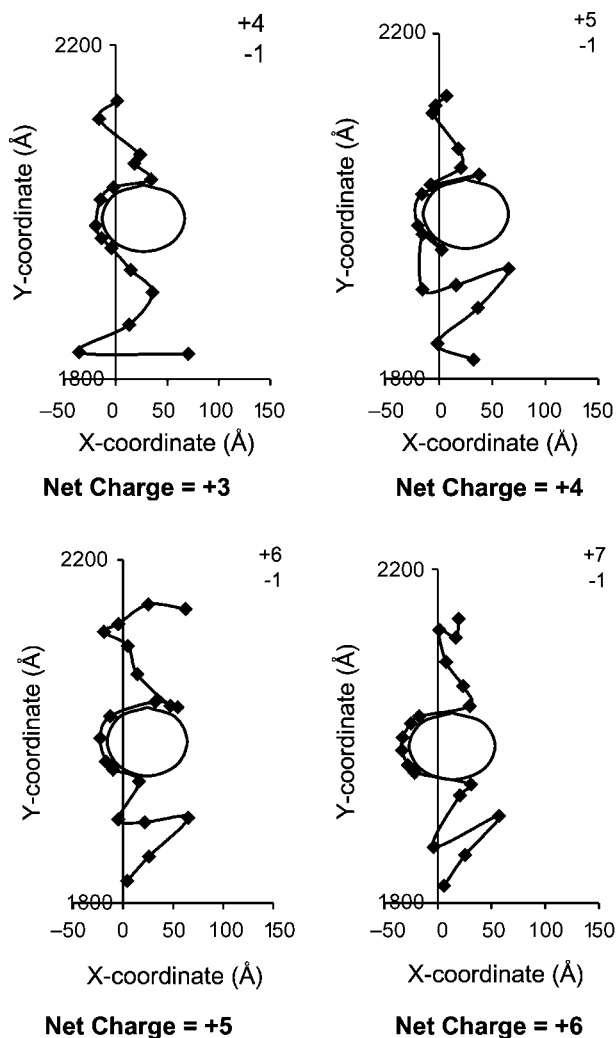 +4
-1
2200
Y-coordinate (Å)
1800
–50 0 50 100 150
X-coordinate (Å)
Net Charge = +3
+5
-1
2200
Y-coordinate (Å)
1800
–50 0 50 100 150
X-coordinate (Å)
Net Charge = +4
+6
-1
2200
Y-coordinate (Å)
1800
–50 0 50 100 150
X-coordinate (Å)
Net Charge = +5
+7
-1
2200
Y-coordinate (Å)
1800
–50 0 50 100 150
X-coordinate (Å)
Net Charge = +6